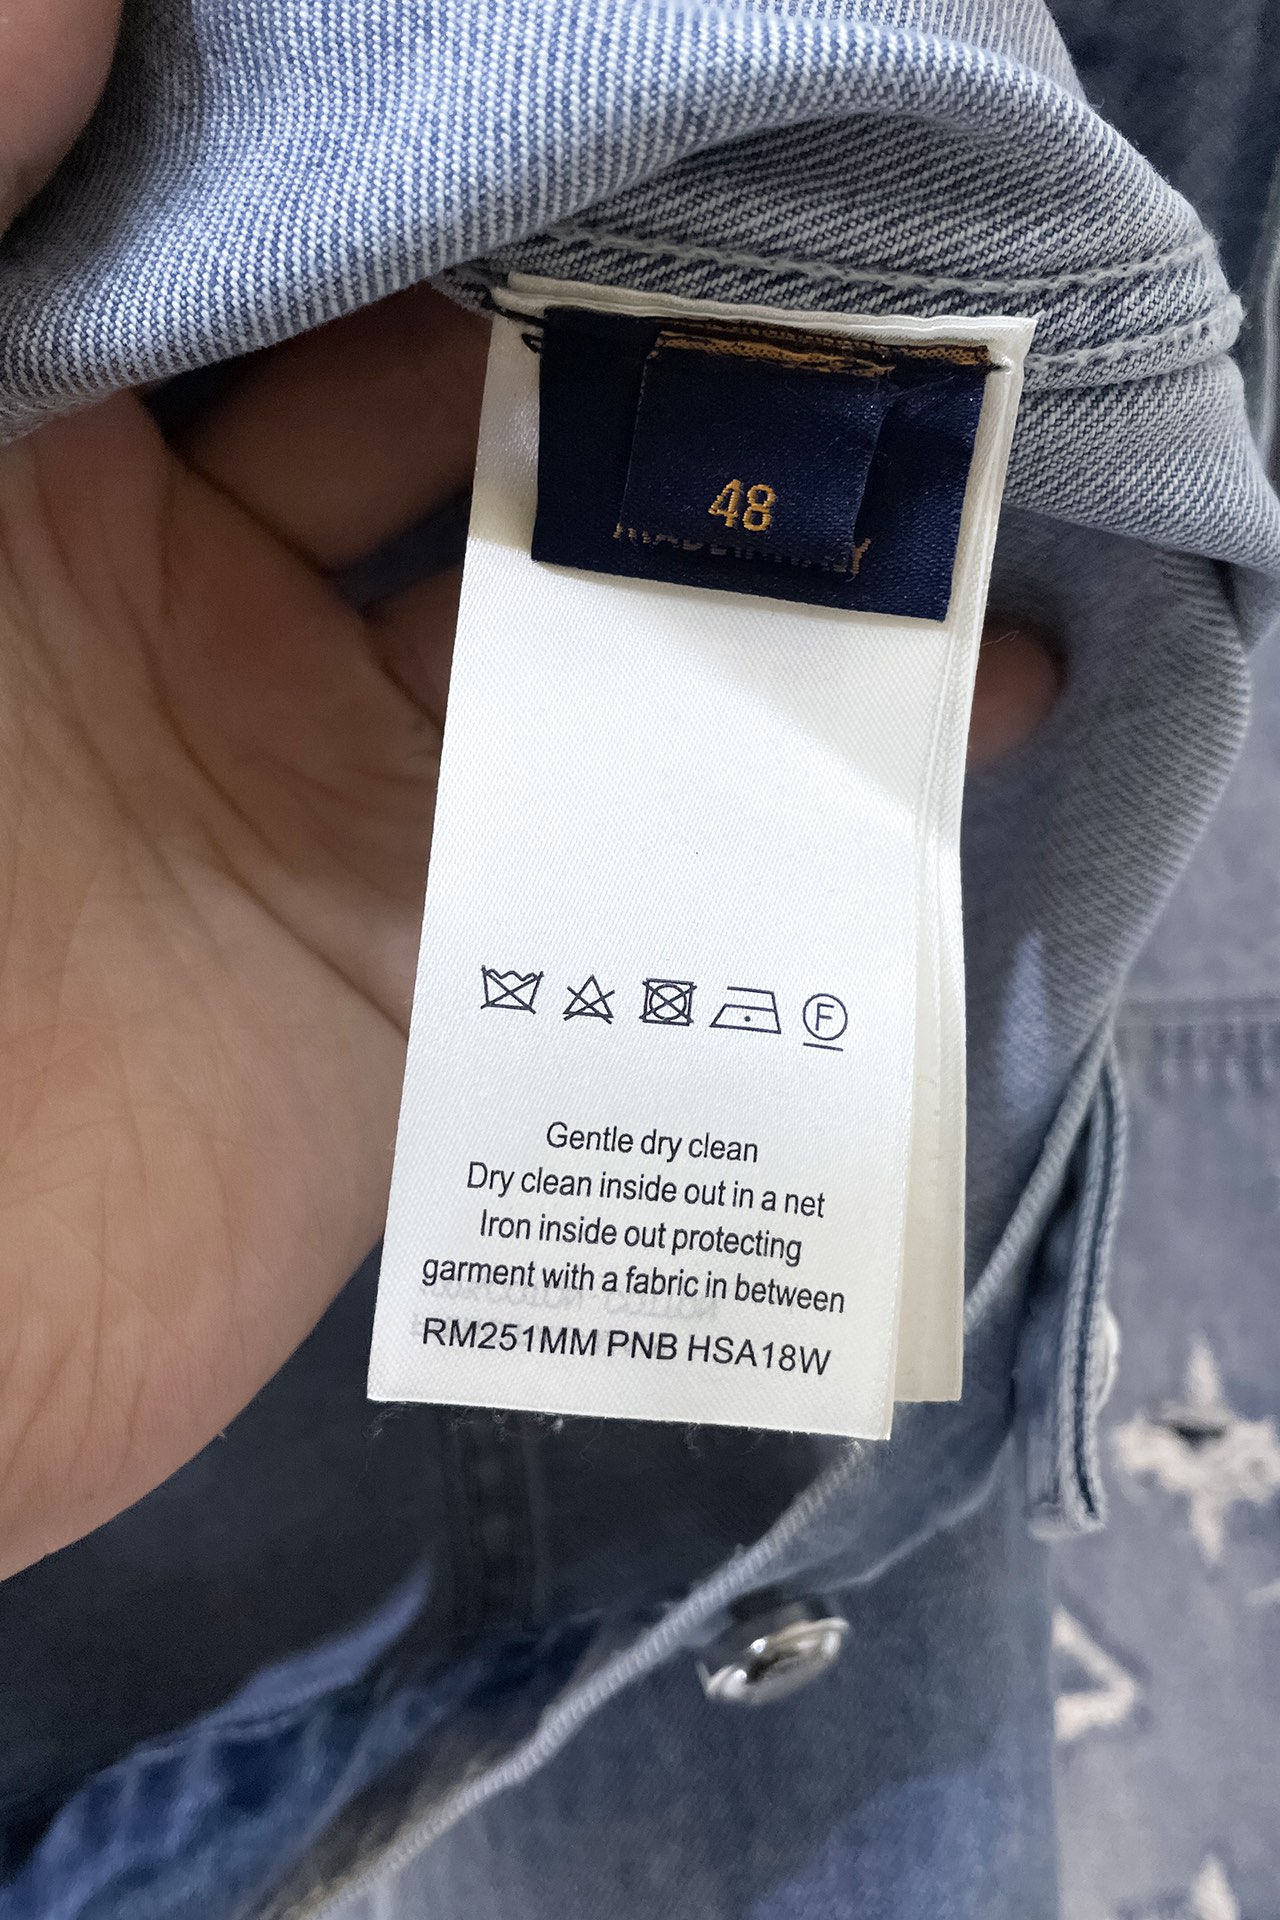 48
Gentle dry clean
Dry clean inside out in a net
Iron inside out protecting
garment with a fabric in between
RM251MM PNB HSA18W
F